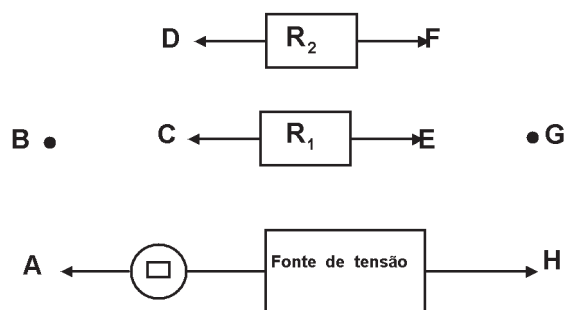 D R₂ F
B C R₁ E G
A Fonte de tensão H